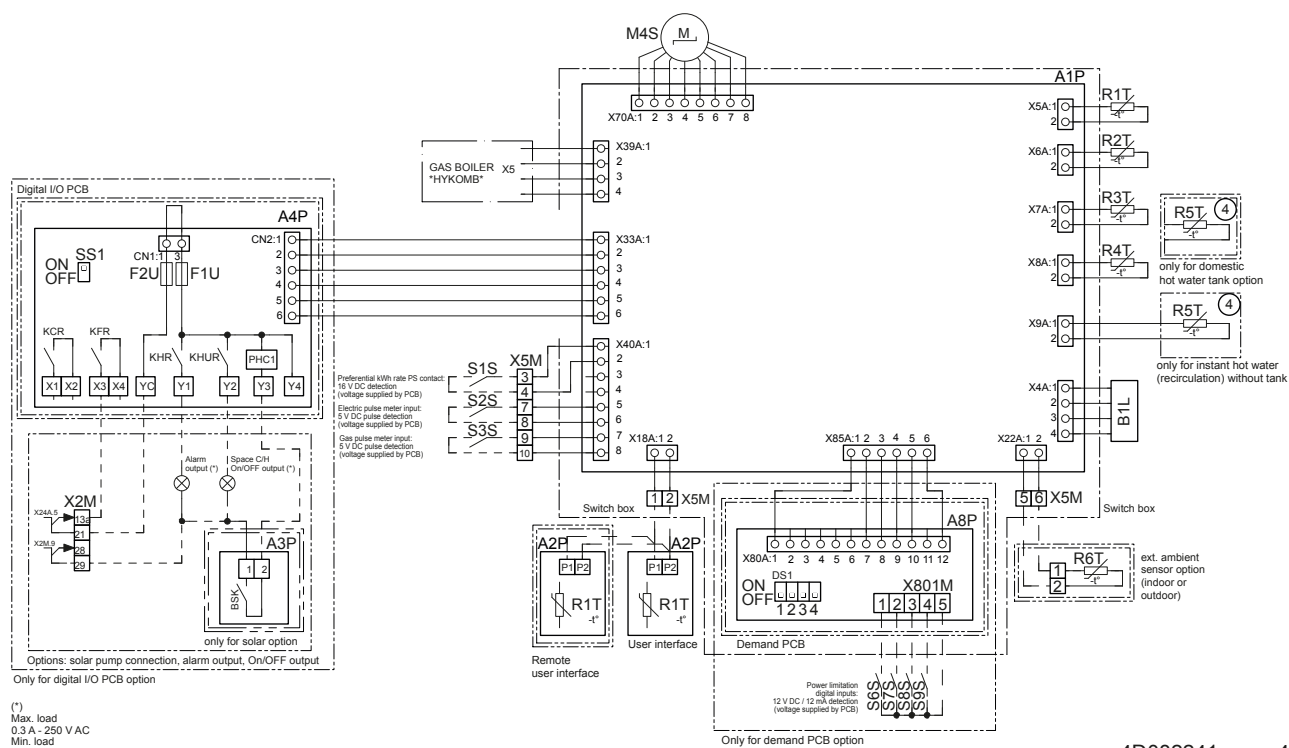 M4S
M
A1P
X70A:1 2 3 4 5 6 7 8
X5A:1
2
R1T
-t°
X6A:1
2
R2T
-t°
X7A:1
2
R3T
-t°
X8A:1
2
R4T
-t°
R5T
4
-t°
only for domestic
hot water tank option
X9A:1
2
R5T
4
-t°
only for instant hot water
(recirculation) without tank
X4A:1
2
3
4
B1L
GAS BOILER X5
*HYKOMB*
X39A:1
2
3
4
Digital I/O PCB
A4P
SS1
ON
OFF
CN1:1 3
F2U
F1U
CN2:1
2
3
4
5
6
X33A:1
2
3
4
5
6
KCR
KFR
KHR
KHUR
PHC1
X1 X2 X3 X4 YC Y1 Y2 Y3 Y4
X40A:1
2
3
4
5
6
7
8
Preferential kWh rate PS contact:
16 V DC detection
(voltage supplied by PCB)
S1S
Electric pulse meter input:
5 V DC pulse detection
(voltage supplied by PCB)
S2S
Gas pulse meter input:
5 V DC pulse detection
(voltage supplied by PCB)
S3S
X5M
3
4
7
8
9
10
X18A:1 2
X85A:1 2 3 4 5 6
X22A:1 2
1 2 X5M
5 6 X5M
Switch box
Switch box
Alarm
output (*)
Space C/H
On/OFF output (*)
X2M
X24A.5
13a
21
X2M.9
28
29
A3P
1 2
BSK
only for solar option
Options: solar pump connection, alarm output, On/OFF output
Only for digital I/O PCB option
A2P
P1 P2
R1T
-t°
Remote
user interface
A2P
P1 P2
R1T
-t°
User interface
A8P
X80A:1 2 3 4 5 6 7 8 9 10 11 12
DS1
ON
OFF
1 2 3 4
X801M
1 2 3 4 5
Demand PCB
Power limitation
digital inputs:
12 V DC / 12 mA detection
(voltage supplied by PCB)
S6S
S7S
S8S
S9S
Only for demand PCB option
R6T
-t°
1
2
ext. ambient
sensor option
(indoor or
outdoor)
(*)
Max. load
0.3 A - 250 V AC
Min. load